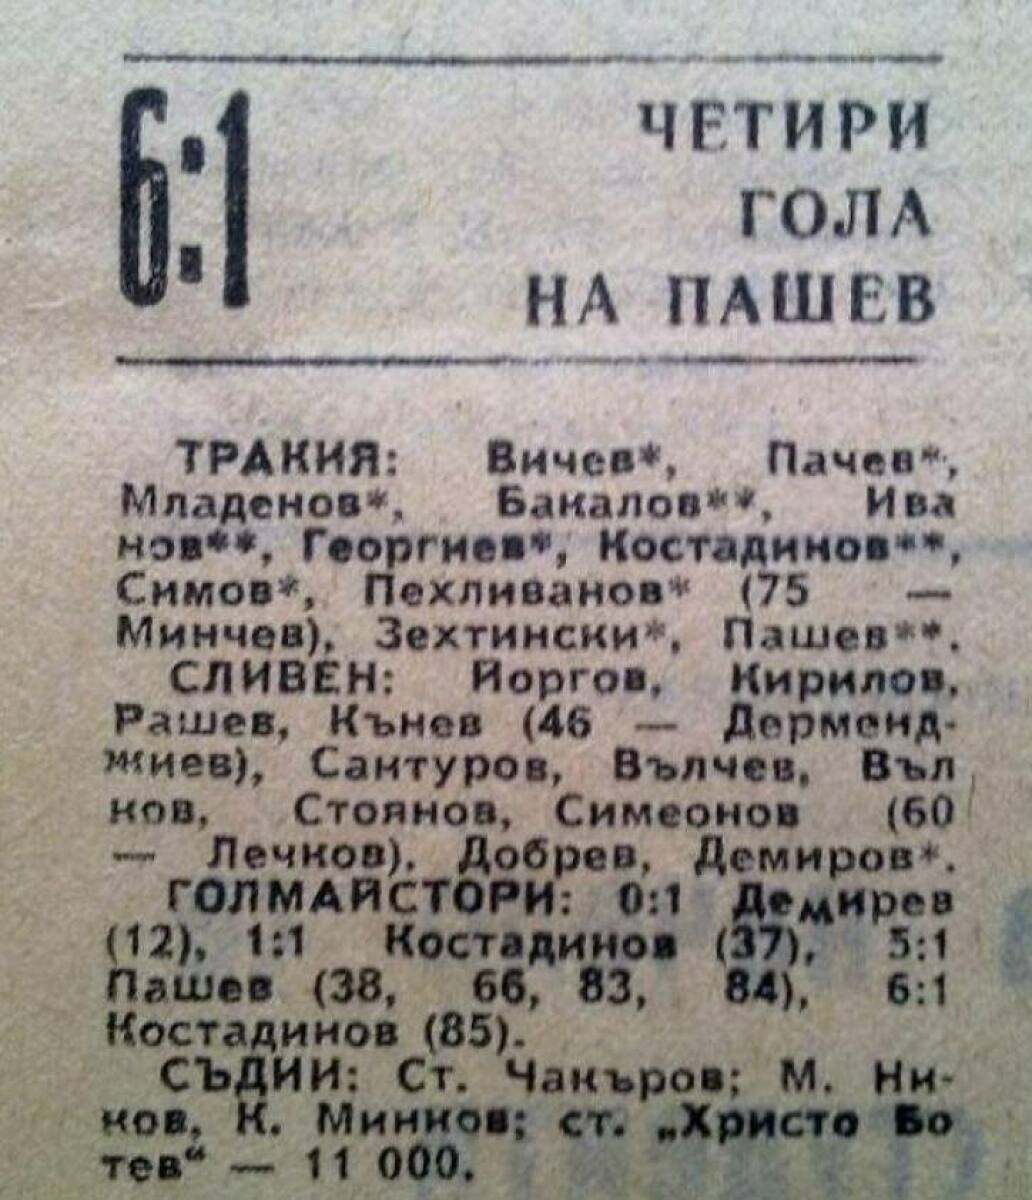 6:1
ЧЕТИРИ
ГОЛА
НА ПАШЕВ
ТРАКИЯ: Вичев*, Пачев*,
Младенов*, Бакалов**, Ива
нов**, Георгиев*, Костадинов**,
Симов*, Пехливанов* (75 —
Минчев), Зехтински*, Пашев**.
СЛИВЕН: Йоргов, Кирилов,
Рашев, Кънев (46 — Дерменд-
жиев), Сантуров, Вълчев, Въл
ков, Стоянов, Симеонов (60
— Лечков), Добрев, Демиров*.
ГОЛМАЙСТОРИ: 0:1 Демирев
(12), 1:1 Костадинов (37), 5:1
Пашев (38, 66, 83, 84), 6:1
Костадинов (85).
СЪДИИ: Ст. Чакъров; М. Ни-
ков, К. Минков; ст. „Христо Бо
тев“ — 11 000.